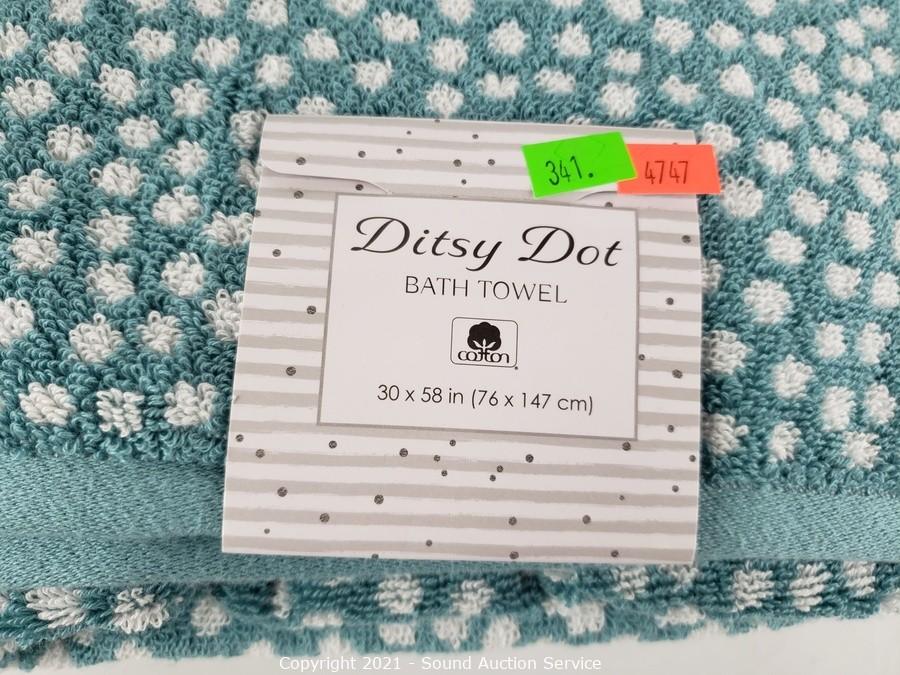 341.
4747
Ditsy Dot
BATH TOWEL
cotton
30 x 58 in (76 x 147 cm)
Copyright 2021 - Sound Auction Service